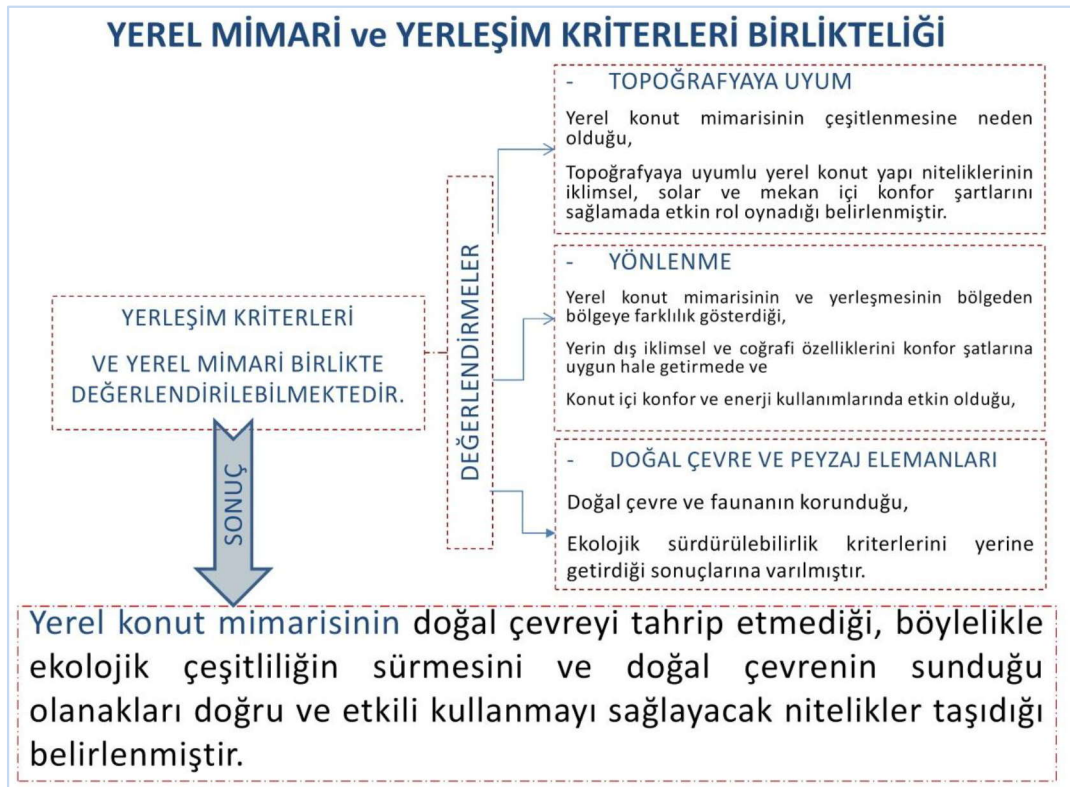 YEREL MİMARİ ve YERLEŞİM KRİTERLERİ BİRLİKTELİĞİ
YERLEŞİM KRİTERLERİ
VE YEREL MİMARİ BİRLİKTE
DEĞERLENDİRİLEBİLMEKTEDİR.
DEĞERLENDİRMELER
- TOPOĞRAFYAYA UYUM
Yerel konut mimarisinin çeşitlenmesine neden
olduğu,
Topoğrafyaya uyumlu yerel konut yapı niteliklerinin
iklimsel, solar ve mekan içi konfor şartlarını
sağlamada etkin rol oynadığı belirlenmiştir.
- YÖNLENME
Yerel konut mimarisinin ve yerleşmesinin bölgeden
bölgeye farklılık gösterdiği,
Yerin dış iklimsel ve coğrafi özelliklerini konfor şatlarına
uygun hale getirmede ve
Konut içi konfor ve enerji kullanımlarında etkin olduğu,
- DOĞAL ÇEVRE VE PEYZAJ ELEMANLARI
Doğal çevre ve faunanın korunduğu,
Ekolojik sürdürülebilirlik kriterlerini yerine
getirdiği sonuçlarına varılmıştır.
SONUÇ
Yerel konut mimarisinin doğal çevreyi tahrip etmediği, böylelikle
ekolojik çeşitliliğin sürmesini ve doğal çevrenin sunduğu
olanakları doğru ve etkili kullanmayı sağlayacak nitelikler taşıdığı
belirlenmiştir.